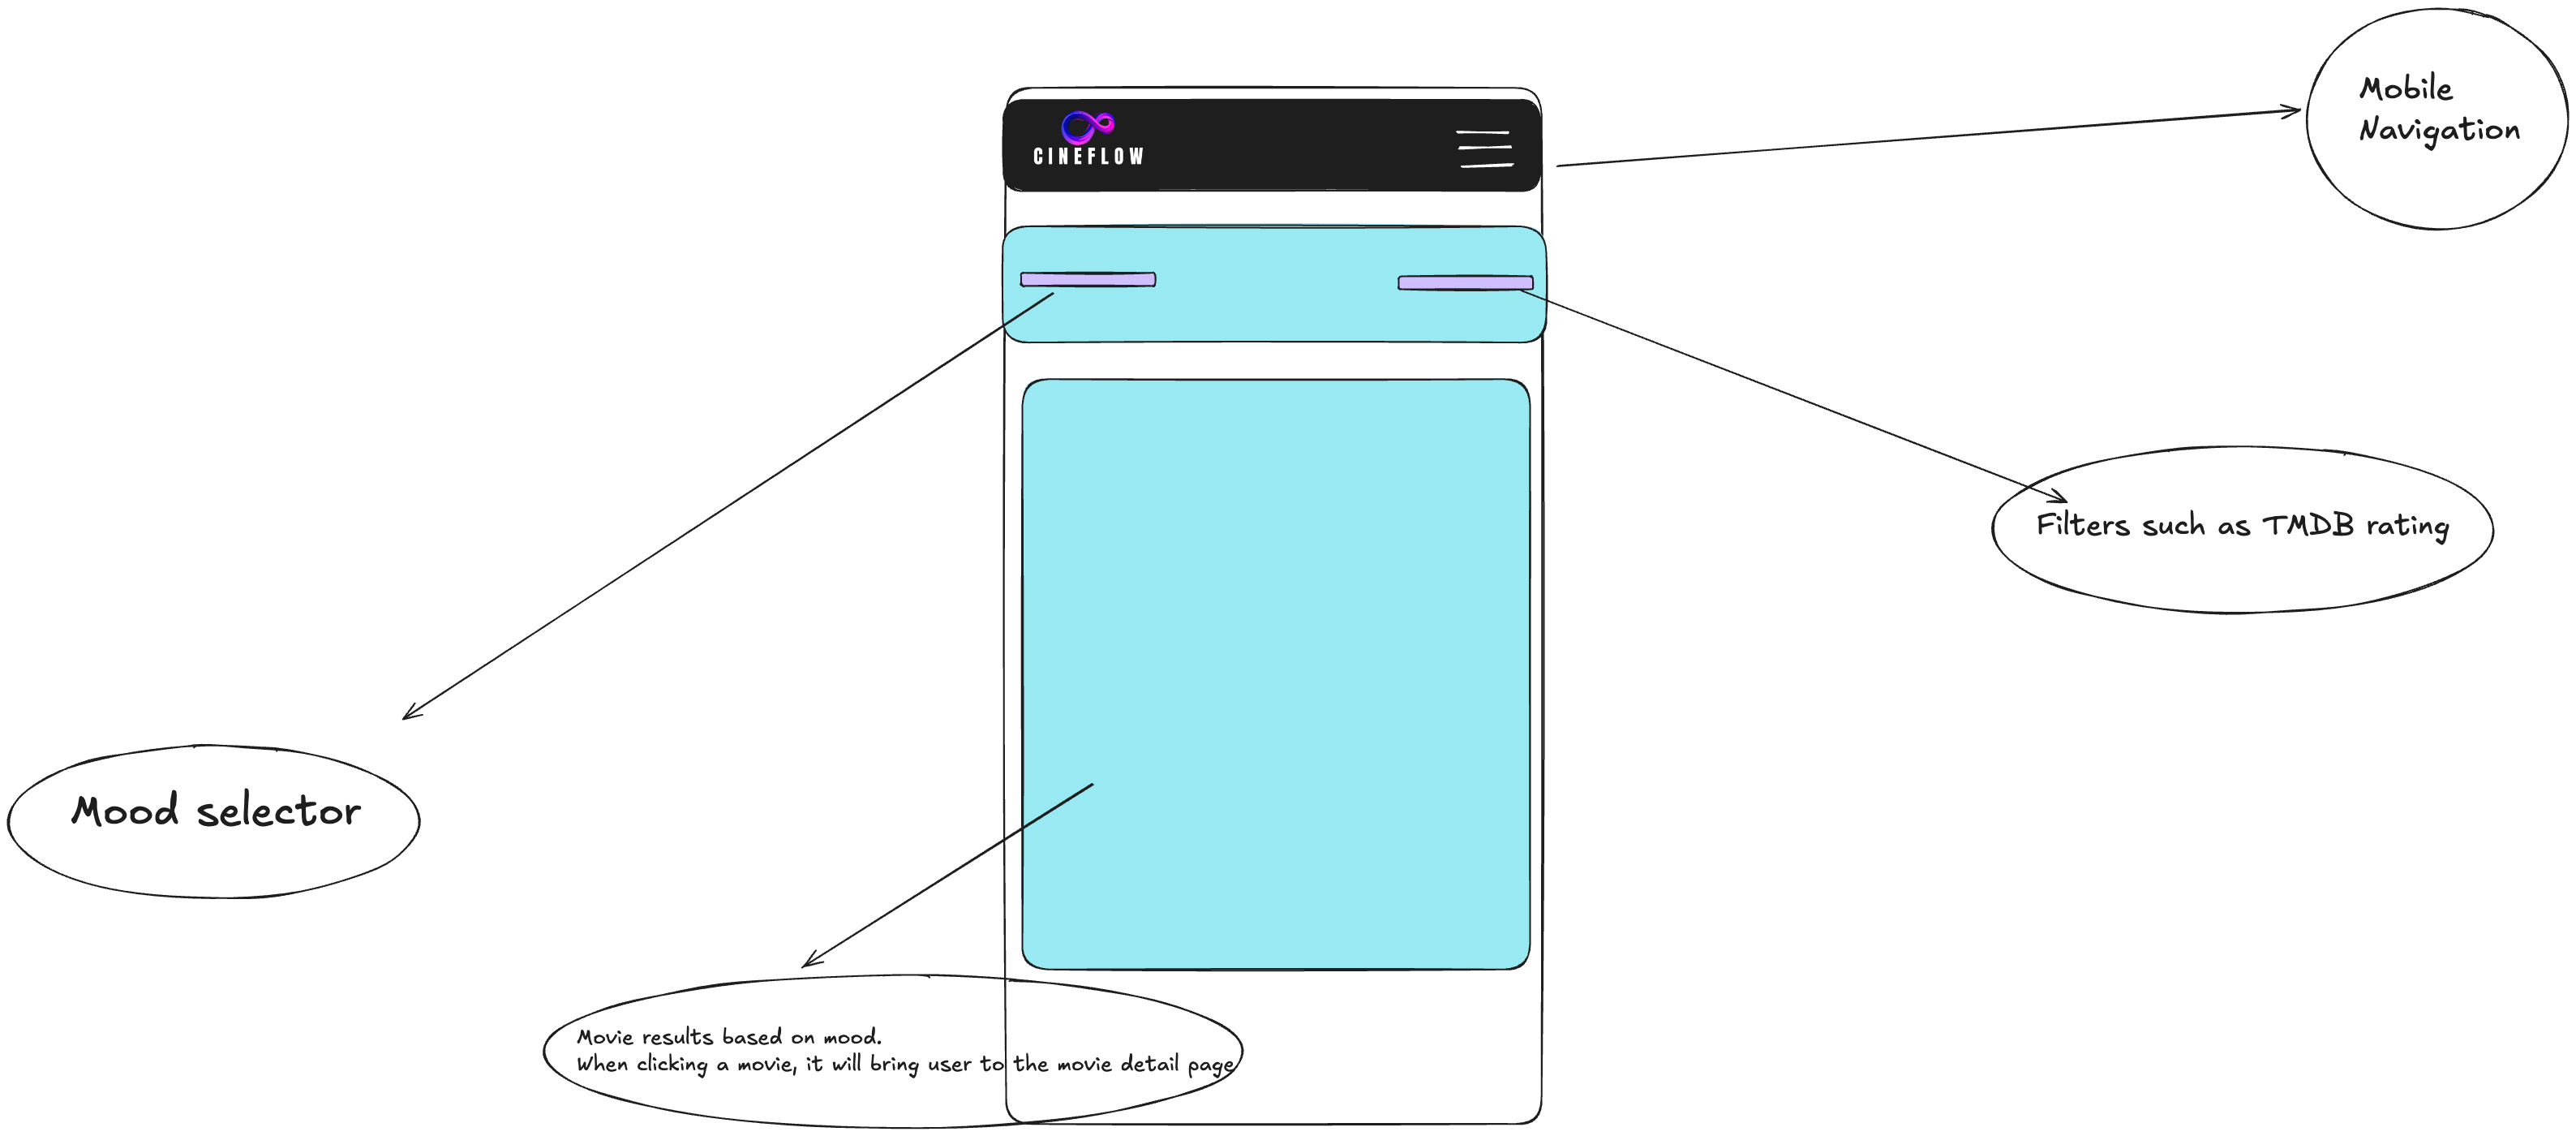 Mobile
Navigation
CINEFLOW
Filters such as TMDB rating
Mood selector
Movie results based on mood.
When clicking a movie, it will bring user to the movie detail page